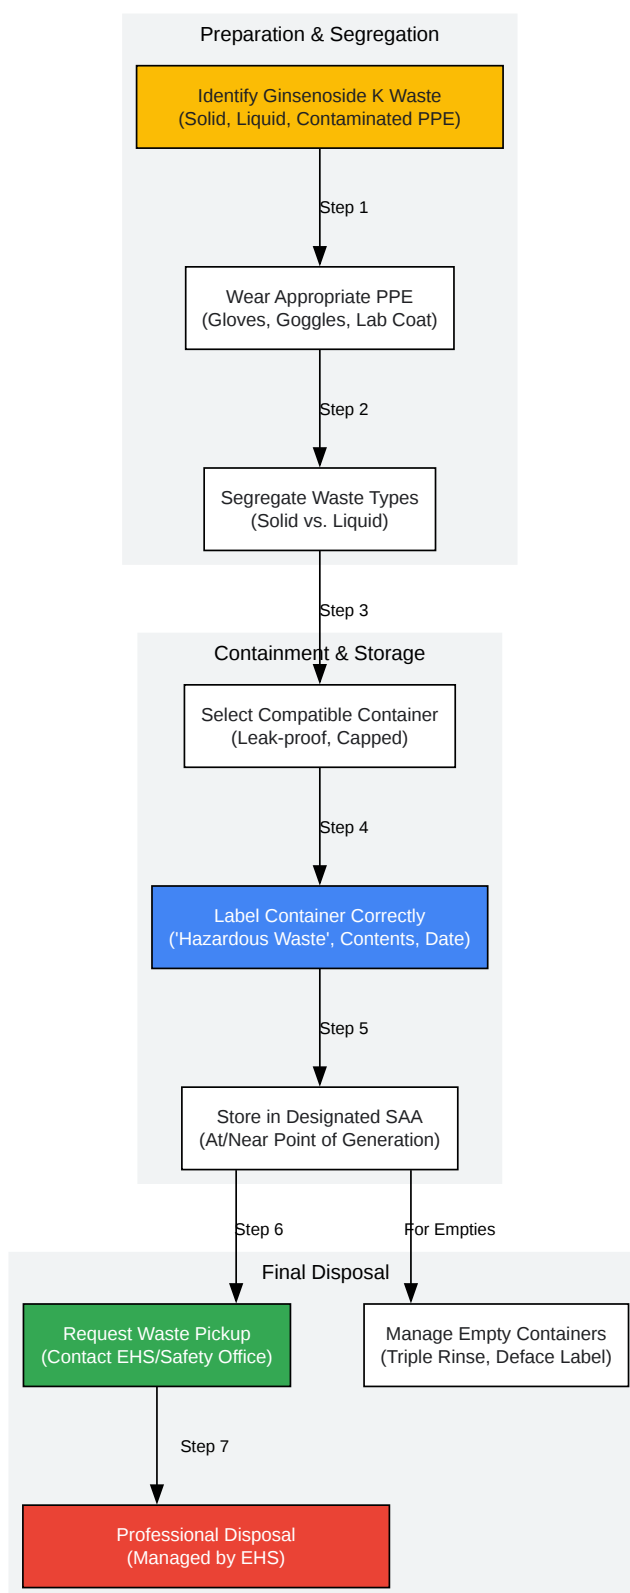 Preparation & Segregation
Identify Ginsenoside K Waste
(Solid, Liquid, Contaminated PPE)
Step 1
Wear Appropriate PPE
(Gloves, Goggles, Lab Coat)
Step 2
Segregate Waste Types
(Solid vs. Liquid)
Step 3
Containment & Storage
Select Compatible Container
(Leak-proof, Capped)
Step 4
Label Container Correctly
('Hazardous Waste', Contents, Date)
Step 5
Store in Designated SAA
(At/Near Point of Generation)
Step 6
For Empties
Final Disposal
Request Waste Pickup
(Contact EHS/Safety Office)
Manage Empty Containers
(Triple Rinse, Deface Label)
Step 7
Professional Disposal
(Managed by EHS)